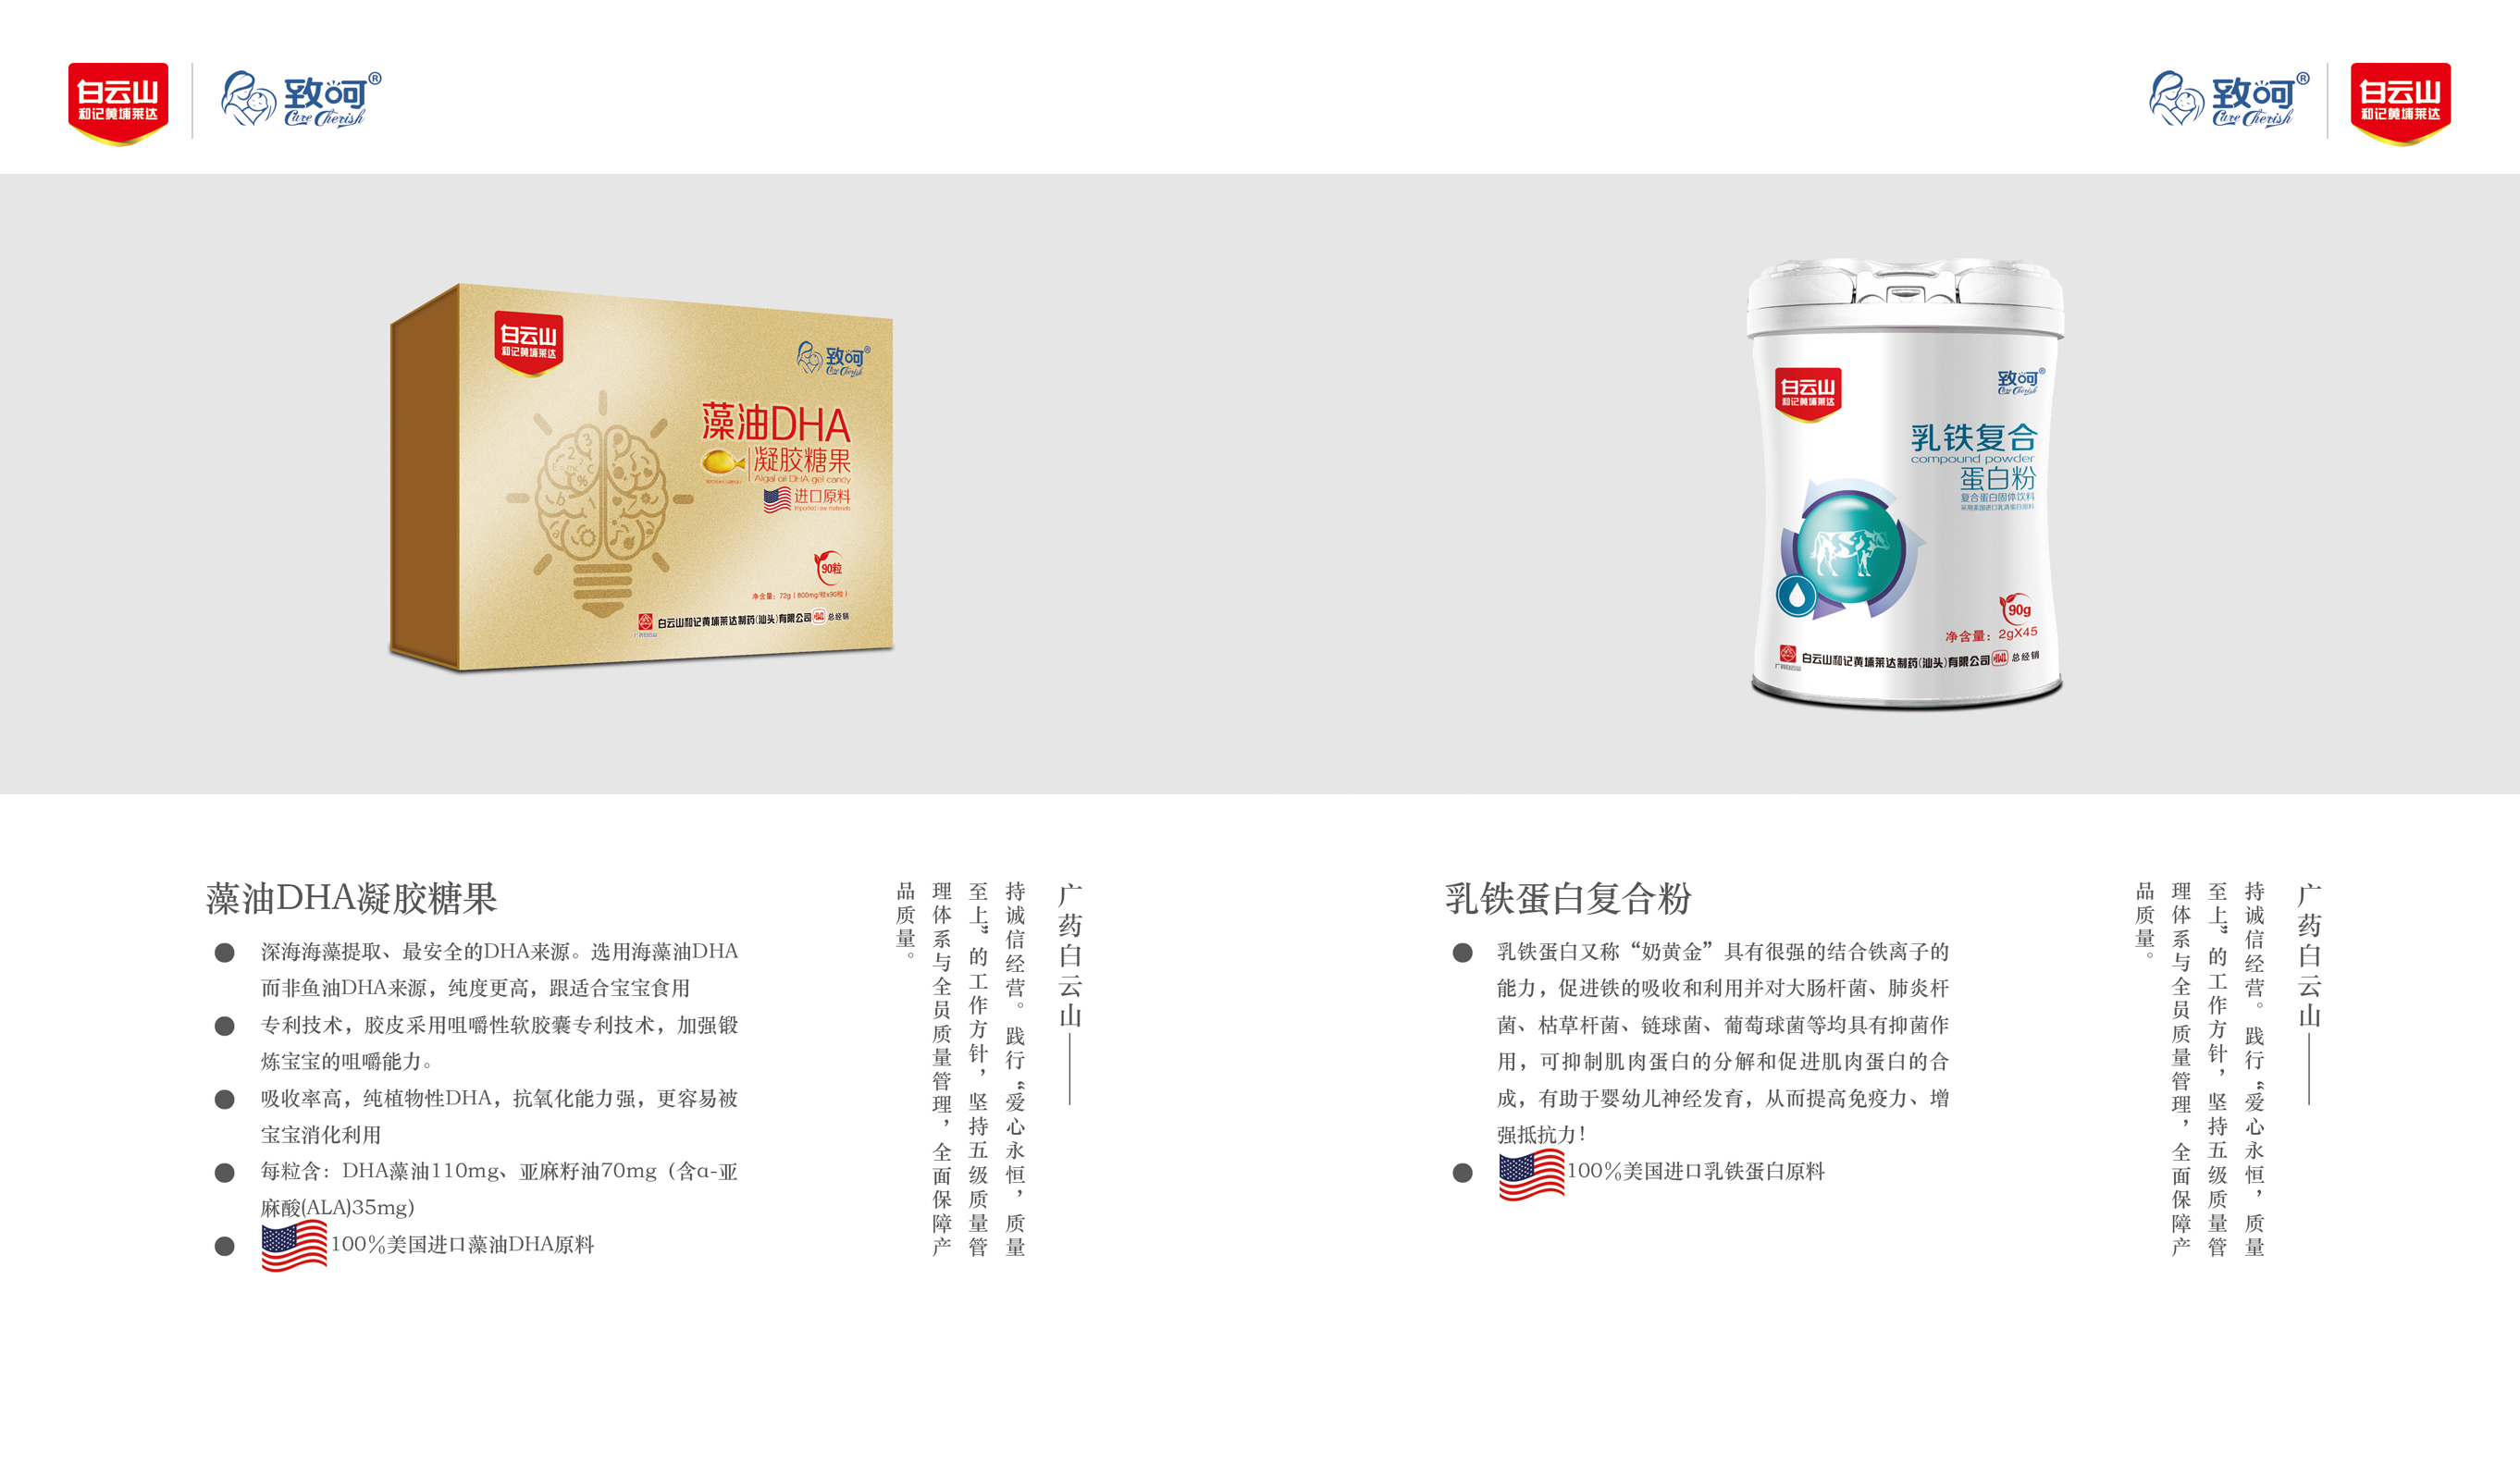 白云山
和记黄埔莱达
致呵®
Care Cherish
致呵®
Care Cherish
白云山
和记黄埔莱达
白云山
和记黄埔莱达
致呵®
Care Cherish
藻油DHA
凝胶糖果
Algal oil DHA gel candy
进口原料
Imported raw materials
90粒
净含量：72g（800mg/粒x90粒）
白云山和记黄埔莱达制药(汕头)有限公司 总经销
白云山
和记黄埔莱达
致呵®
Care Cherish
乳铁复合
compound powder
蛋白粉
复合蛋白固体饮料
采用美国进口乳清蛋白原料
90g
净含量：2gX45
白云山和记黄埔莱达制药(汕头)有限公司 总经销
藻油DHA凝胶糖果
深海海藻提取、最安全的DHA来源。选用海藻油DHA
而非鱼油DHA来源，纯度更高，跟适合宝宝食用
专利技术，胶皮采用咀嚼性软胶囊专利技术，加强锻
炼宝宝的咀嚼能力。
吸收率高，纯植物性DHA，抗氧化能力强，更容易被
宝宝消化利用
每粒含：DHA藻油110mg、亚麻籽油70mg（含α-亚
麻酸(ALA)35mg)
100%美国进口藻油DHA原料
广药白云山——
持诚信经营。践行“爱心永恒，质量
至上”的工作方针，坚持五级质量管
理体系与全员质量管理，全面保障产
品质量。
乳铁蛋白复合粉
乳铁蛋白又称“奶黄金”具有很强的结合铁离子的
能力，促进铁的吸收和利用并对大肠杆菌、肺炎杆
菌、枯草杆菌、链球菌、葡萄球菌等均具有抑菌作
用，可抑制肌肉蛋白的分解和促进肌肉蛋白的合
成，有助于婴幼儿神经发育，从而提高免疫力、增
强抵抗力！
100%美国进口乳铁蛋白原料
广药白云山——
持诚信经营。践行“爱心永恒，质量
至上”的工作方针，坚持五级质量管
理体系与全员质量管理，全面保障产
品质量。